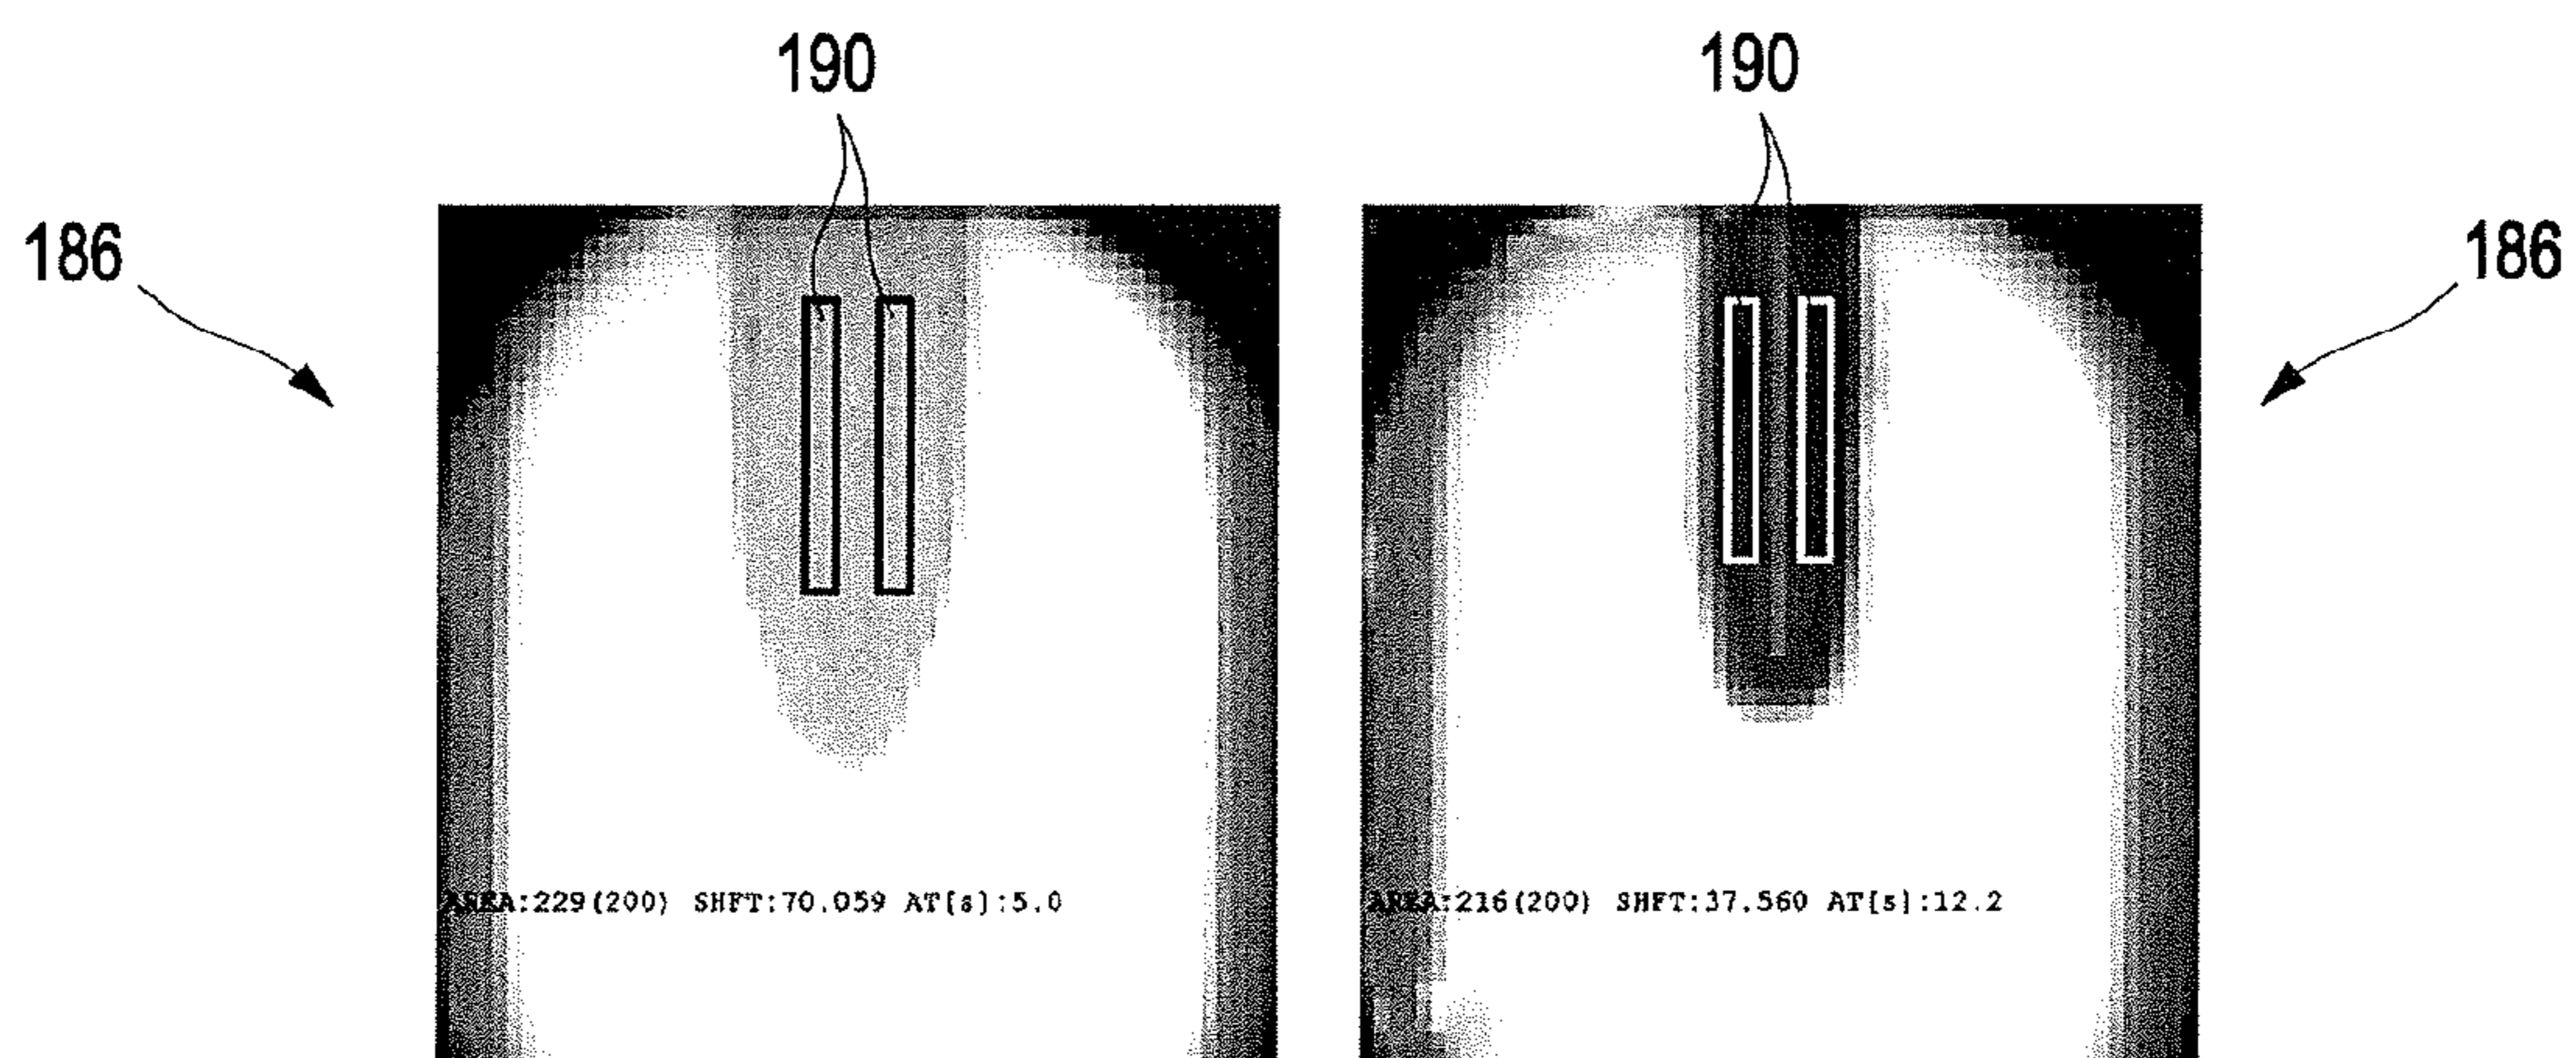 190 190
186 186
AREA:229(200) SHFT:70.059 AT[s]:5.0
AREA:216(200) SHFT:37.560 AT[s]:12.2